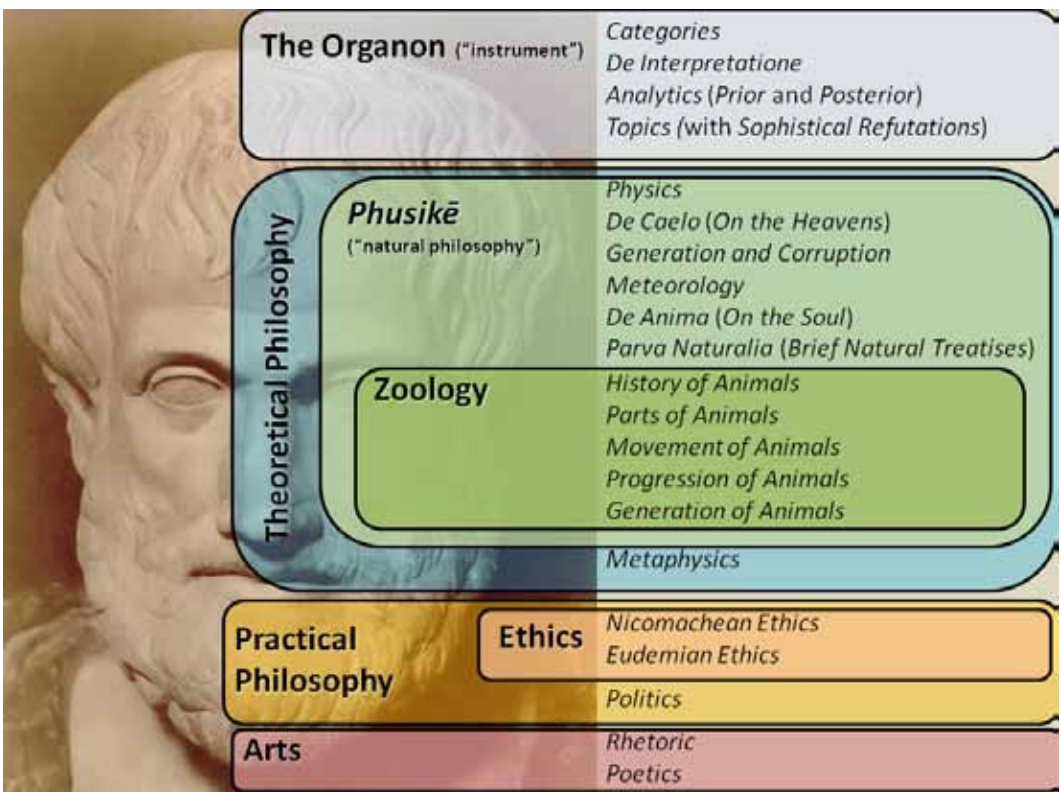 The Organon ("instrument")
Categories
De Interpretatione
Analytics (Prior and Posterior)
Topics (with Sophistical Refutations)
Theoretical Philosophy
Phusikē
("natural philosophy")
Physics
De Caelo (On the Heavens)
Generation and Corruption
Meteorology
De Anima (On the Soul)
Parva Naturalia (Brief Natural Treatises)
Zoology
History of Animals
Parts of Animals
Movement of Animals
Progression of Animals
Generation of Animals
Metaphysics
Practical
Philosophy
Ethics
Nicomachean Ethics
Eudemian Ethics
Politics
Arts
Rhetoric
Poetics